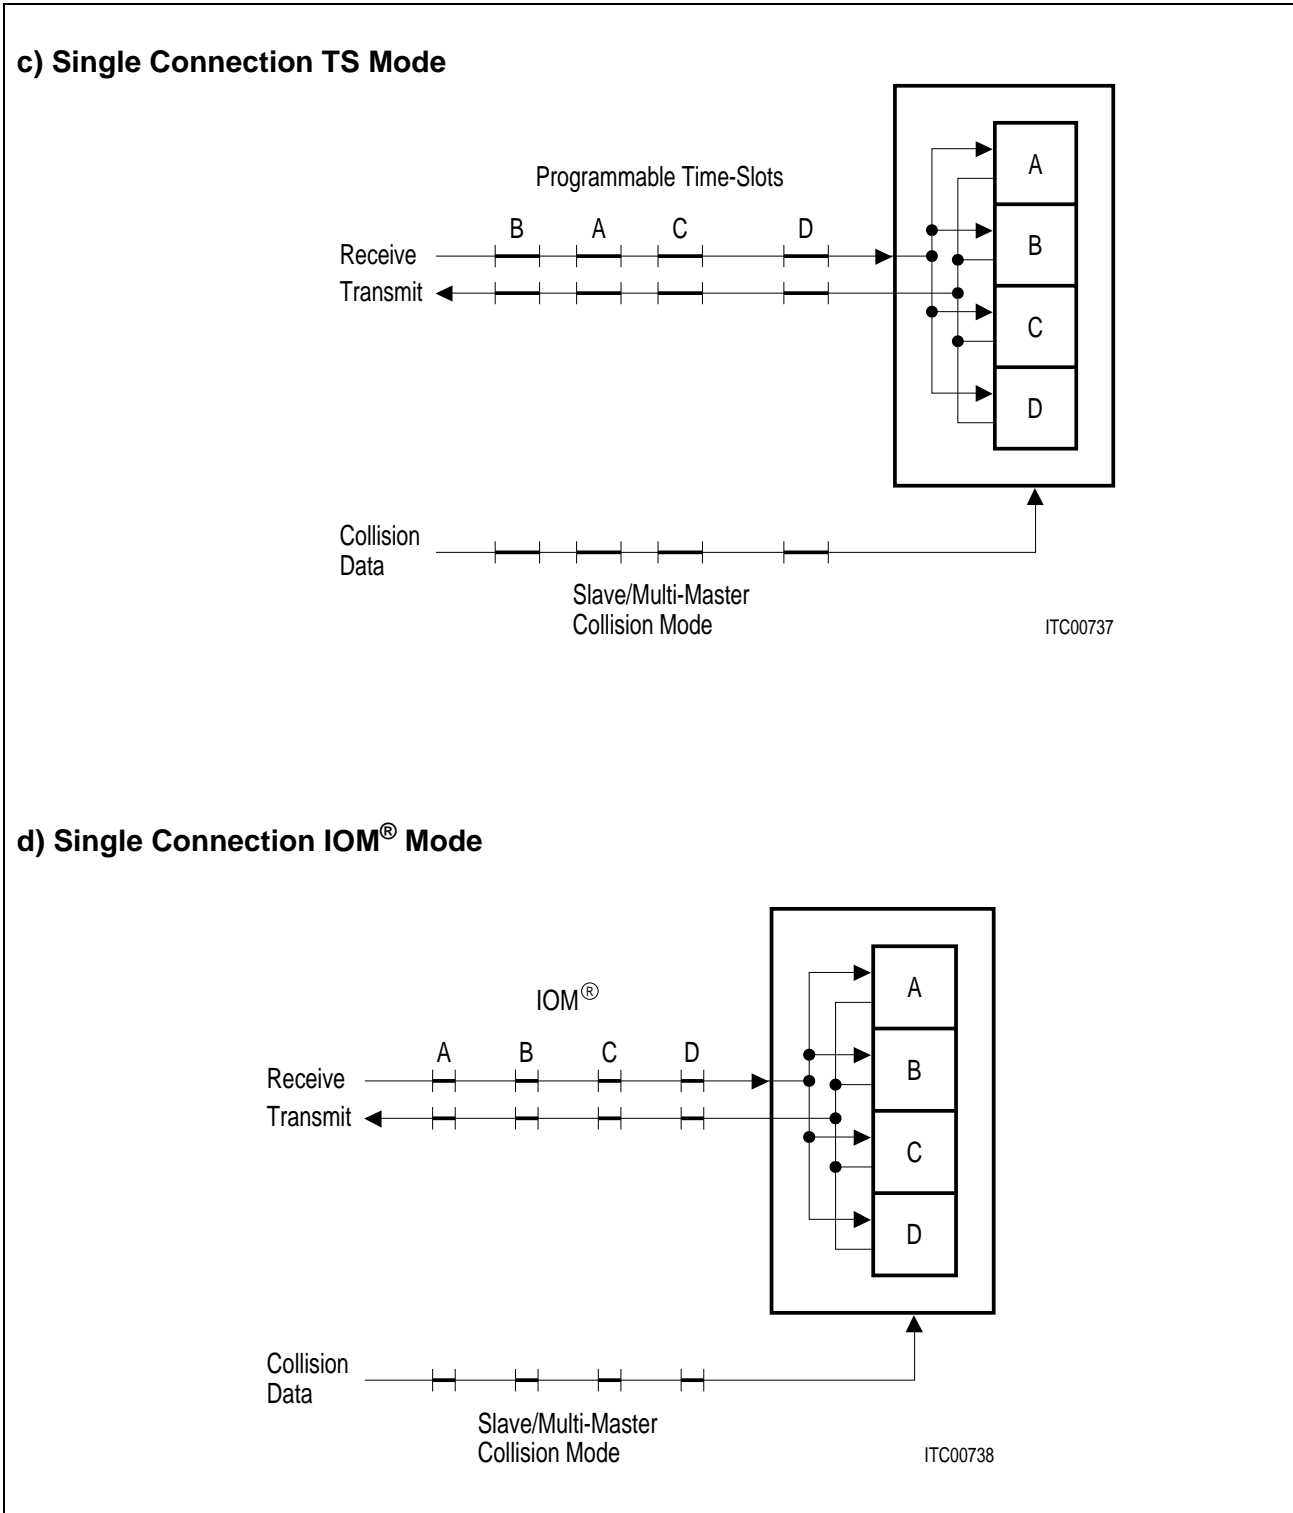 c) Single Connection TS Mode
Programmable Time-Slots
B A C D
Receive
Transmit
A
B
C
D
Collision
Data
Slave/Multi-Master
Collision Mode
ITC00737
d) Single Connection IOM® Mode
IOM®
A B C D
Receive
Transmit
A
B
C
D
Collision
Data
Slave/Multi-Master
Collision Mode
ITC00738